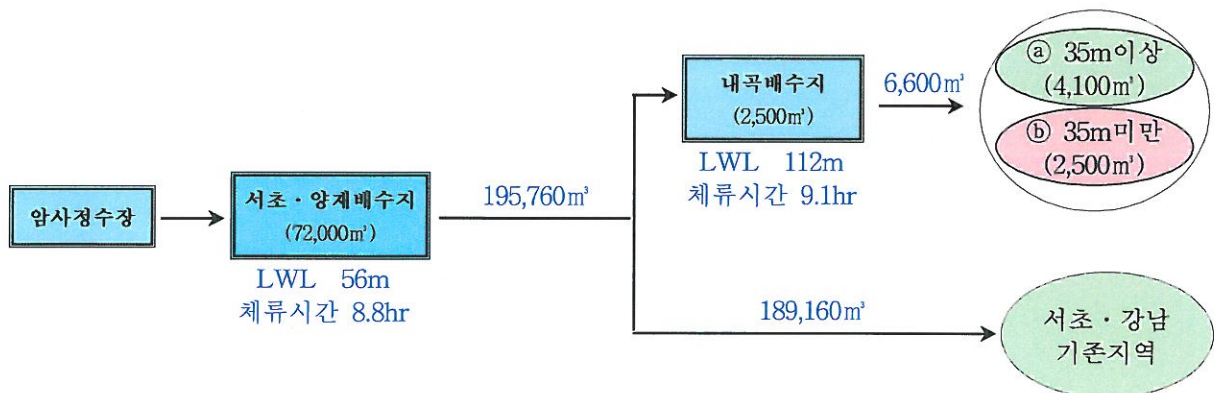 암사정수장
서초 · 양재배수지
(72,000㎥)
LWL 56m
체류시간 8.8hr
195,760㎥
내곡배수지
(2,500㎥)
LWL 112m
체류시간 9.1hr
6,600㎥
ⓐ 35m이상
(4,100㎥)
ⓑ 35m미만
(2,500㎥)
189,160㎥
서초 · 강남
기존지역